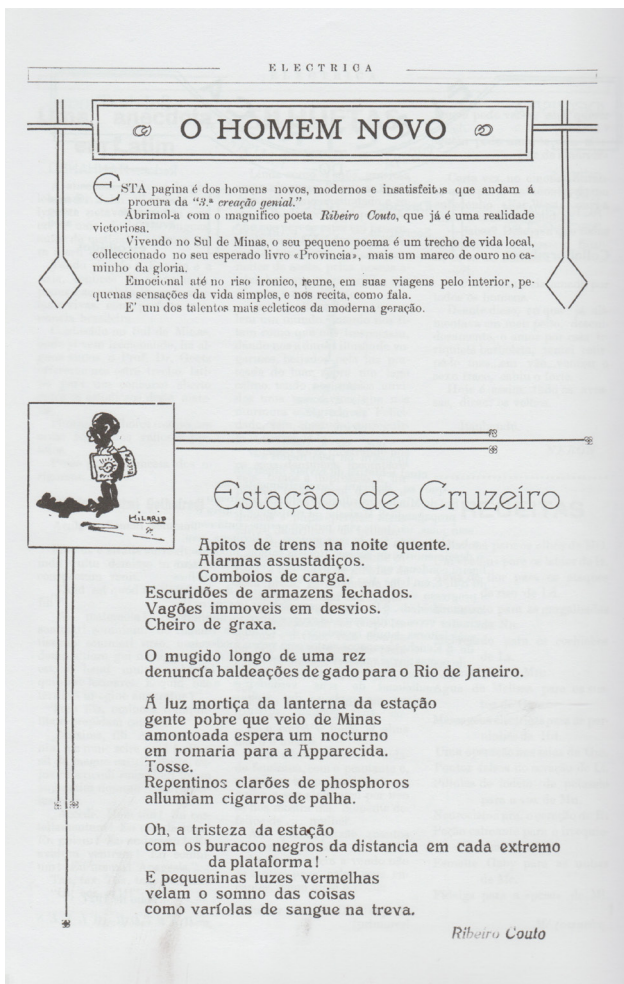 ELECTRICA
O HOMEM NOVO
ESTA pagina é dos homens novos, modernos e insatisfeitos que andam á
procura da "3.ª creação genial."
Abrimol-a com o magnifico poeta Ribeiro Couto, que já é uma realidade
victoriosa.
Vivendo no Sul de Minas, o seu pequeno poema é um trecho de vida local,
colleccionado no seu esperado livro «Provincia», mais um marco de ouro no ca-
minho da gloria.
Emocional até no riso ironico, reune, em suas viagens pelo interior, pe-
quenas sensações da vida simples, e nos recita, como fala.
E' um dos talentos mais ecleticos da moderna geração.
HILARIO
Estação de Cruzeiro
Apitos de trens na noite quente.
Alarmas assustadiços.
Comboios de carga.
Escuridões de armazens fechados.
Vagões immoveis em desvios.
Cheiro de graxa.
O mugido longo de uma rez
denuncía baldeações de gado para o Rio de Janeiro.
Á luz mortiça da lanterna da estação
gente pobre que veio de Minas
amontoada espera um nocturno
em romaria para a Apparecida.
Tosse.
Repentinos clarões de phosphoros
allumiam cigarros de palha.
Oh, a tristeza da estação
com os buracoo negros da distancia em cada extremo
da plataforma!
E pequeninas luzes vermelhas
velam o somno das coisas
como varíolas de sangue na treva.
Ribeiro Couto